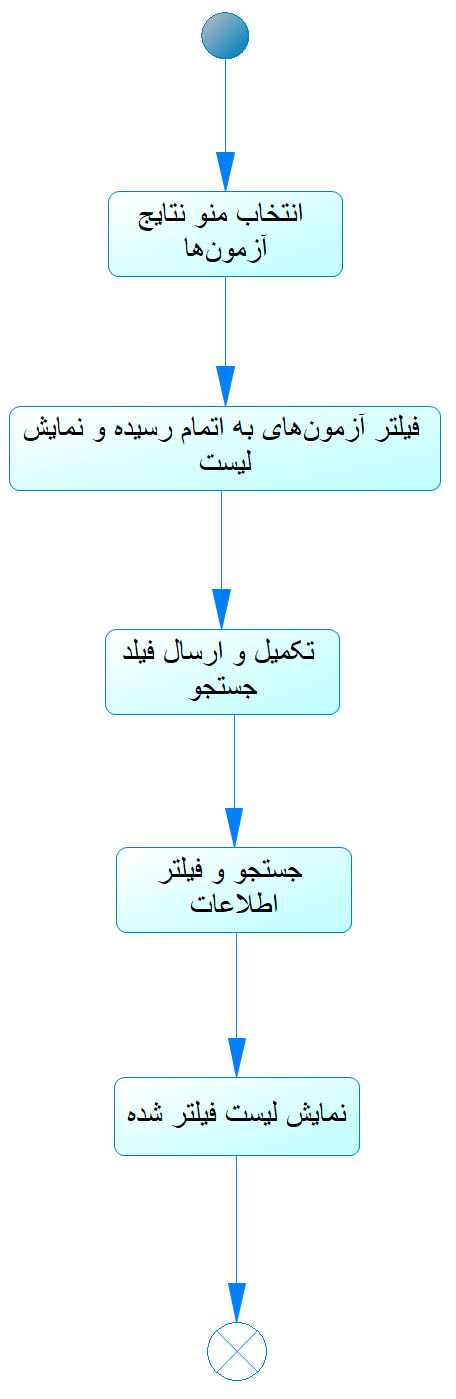 انتخاب منو نتایج
آزمون‌ها
فیلتر آزمون‌های به اتمام رسیده و نمایش
لیست
تکمیل و ارسال فیلد
جستجو
جستجو و فیلتر
اطلاعات
نمایش لیست فیلتر شده